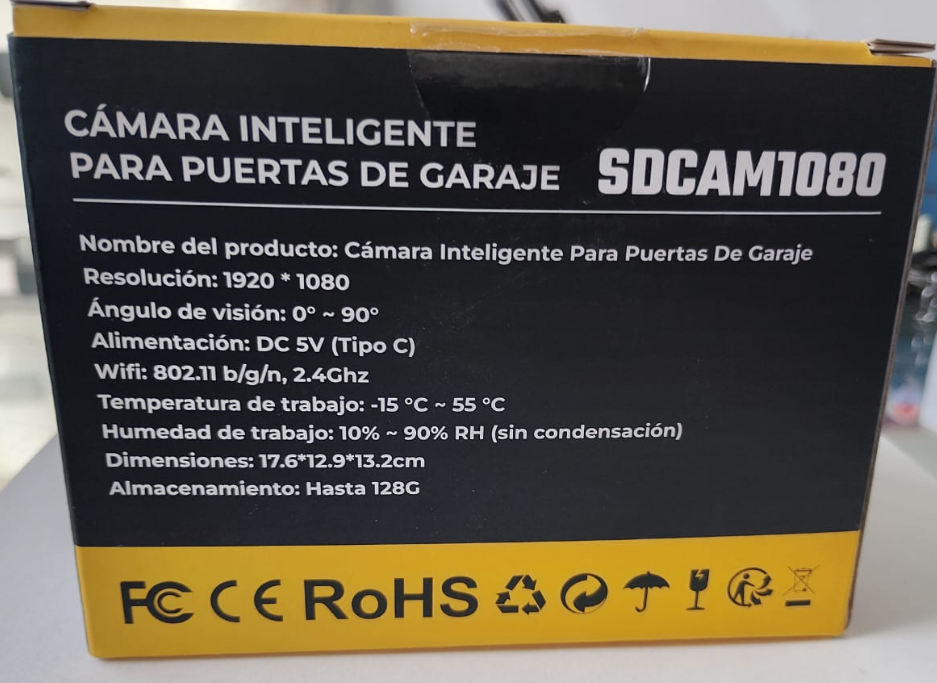 CÁMARA INTELIGENTE
PARA PUERTAS DE GARAJE SDCAM1080
Nombre del producto: Cámara Inteligente Para Puertas De Garaje
Resolución: 1920 * 1080
Ángulo de visión: 0° ~ 90°
Alimentación: DC 5V (Tipo C)
Wifi: 802.11 b/g/n, 2.4Ghz
Temperatura de trabajo: -15 °C ~ 55 °C
Humedad de trabajo: 10% ~ 90% RH (sin condensación)
Dimensiones: 17.6*12.9*13.2cm
Almacenamiento: Hasta 128G
FC CE RoHS